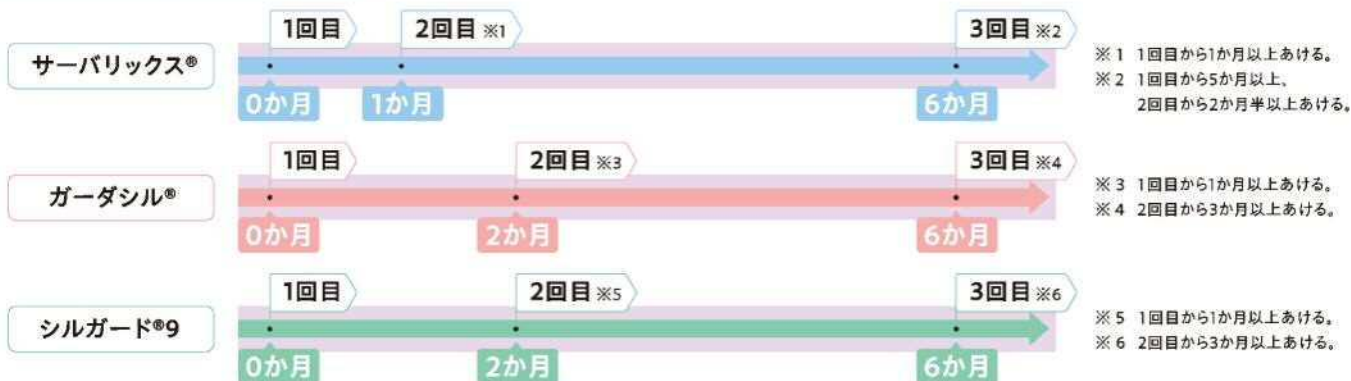 1回目 2回目 ※1 3回目 ※2
サーバリックス®
※1 1回目から1か月以上あける。
※2 1回目から5か月以上、
2回目から2か月半以上あける。
0か月 1か月 6か月
1回目 2回目 ※3 3回目 ※4
ガーダシル®
※3 1回目から1か月以上あける。
※4 2回目から3か月以上あける。
0か月 2か月 6か月
1回目 2回目 ※5 3回目 ※6
シルガード®9
※5 1回目から1か月以上あける。
※6 2回目から3か月以上あける。
0か月 2か月 6か月